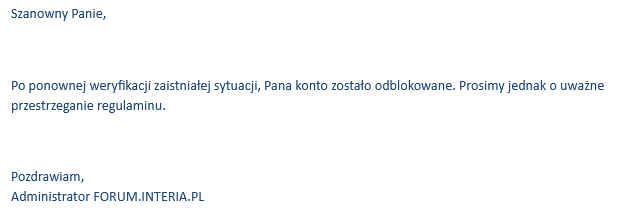 Szanowny Panie,
Po ponownej weryfikacji zaistniałej sytuacji, Pana konto zostało odblokowane. Prosimy jednak o uważne
przestrzeganie regulaminu.
Pozdrawiam,
Administrator FORUM.INTERIA.PL